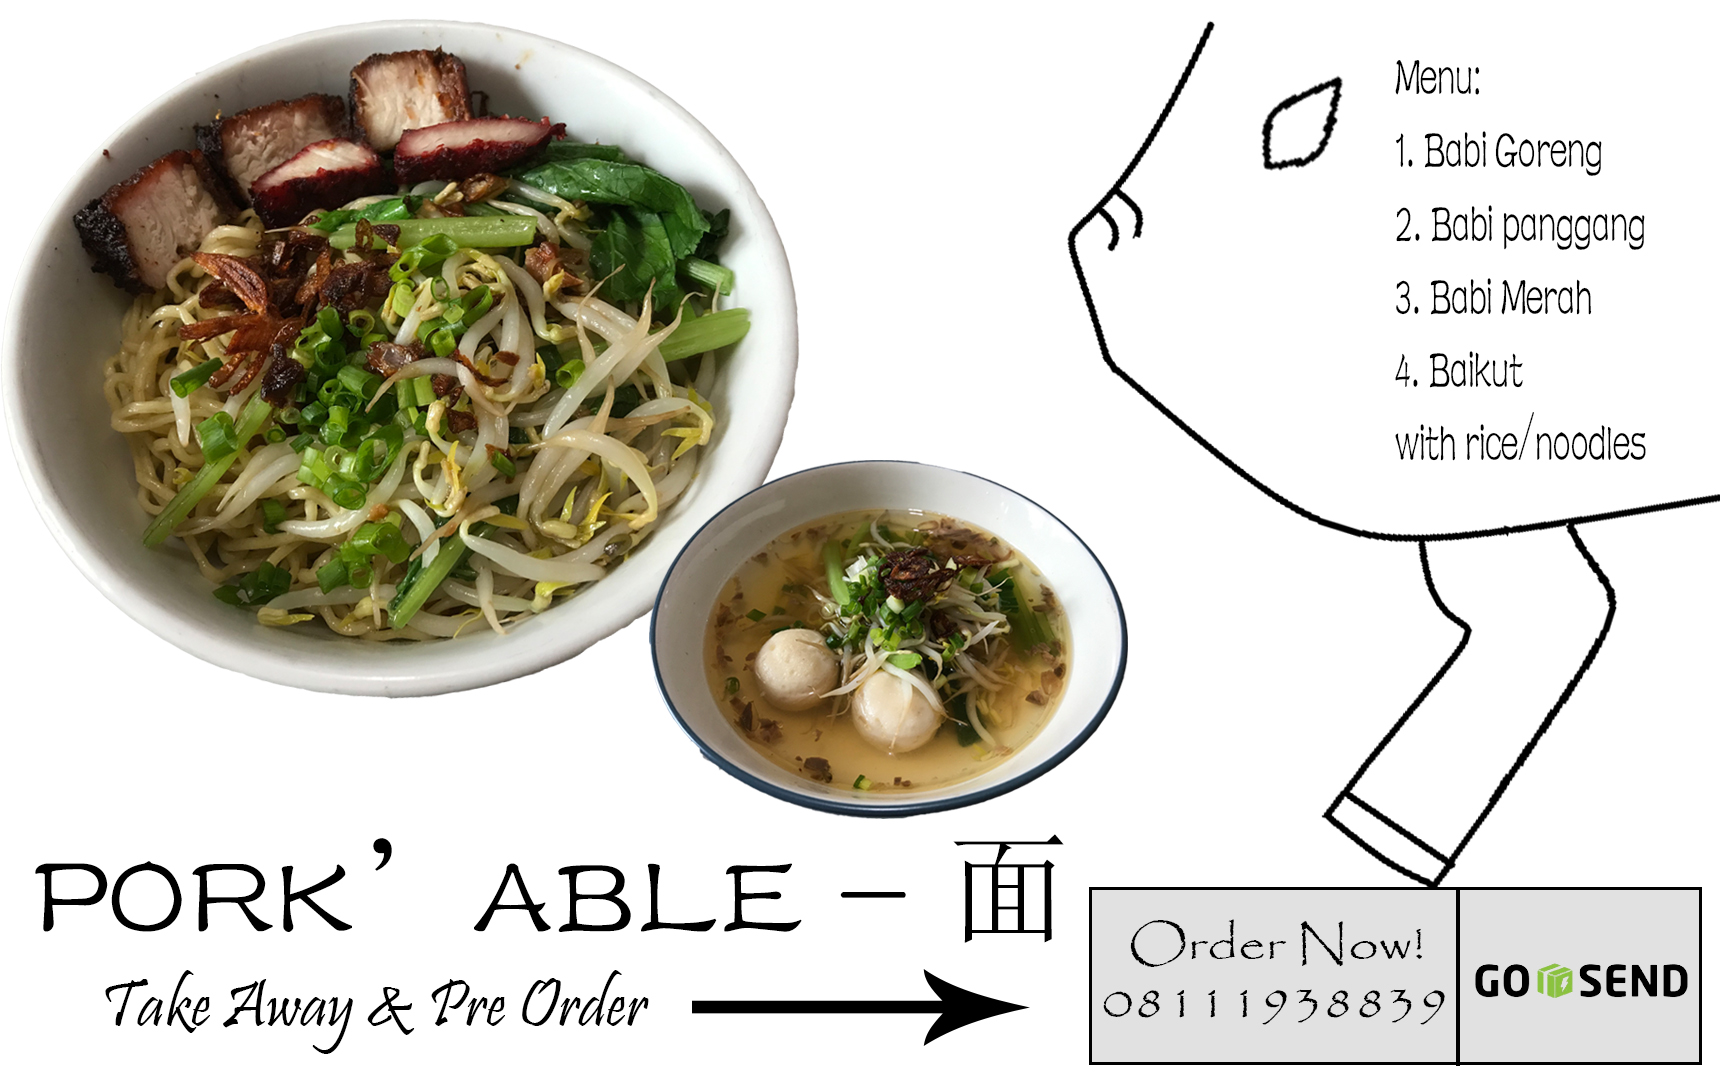 Menu:
1. Babi Goreng
2. Babi panggang
3. Babi Merah
4. Baikut
with rice/noodles
PORK' ABLE - 面
Take Away & Pre Order
Order Now!
08111938839
GO SEND